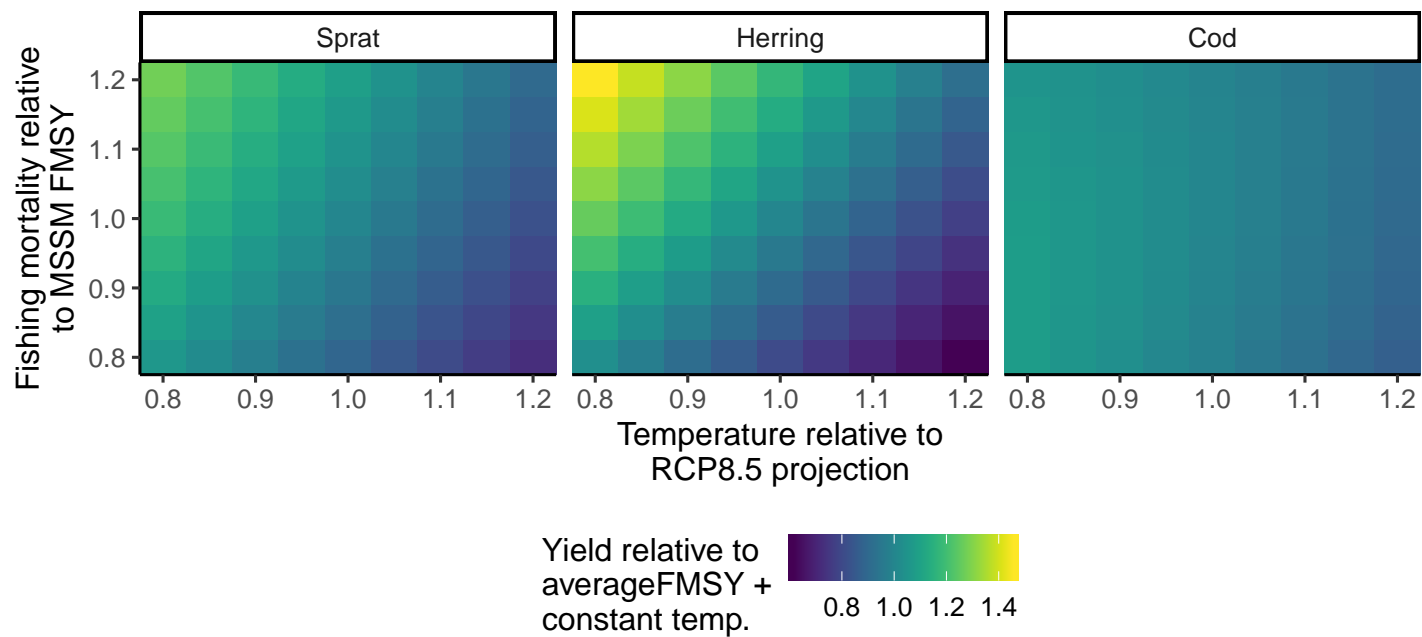 Sprat
Herring
Cod
Fishing mortality relative
to MSSM FMSY
1.2
1.1
1.0
0.9
0.8
0.8 0.9 1.0 1.1 1.2
0.8 0.9 1.0 1.1 1.2
0.8 0.9 1.0 1.1 1.2
Temperature relative to
RCP8.5 projection
Yield relative to
averageFMSY +
constant temp.
0.8 1.0 1.2 1.4